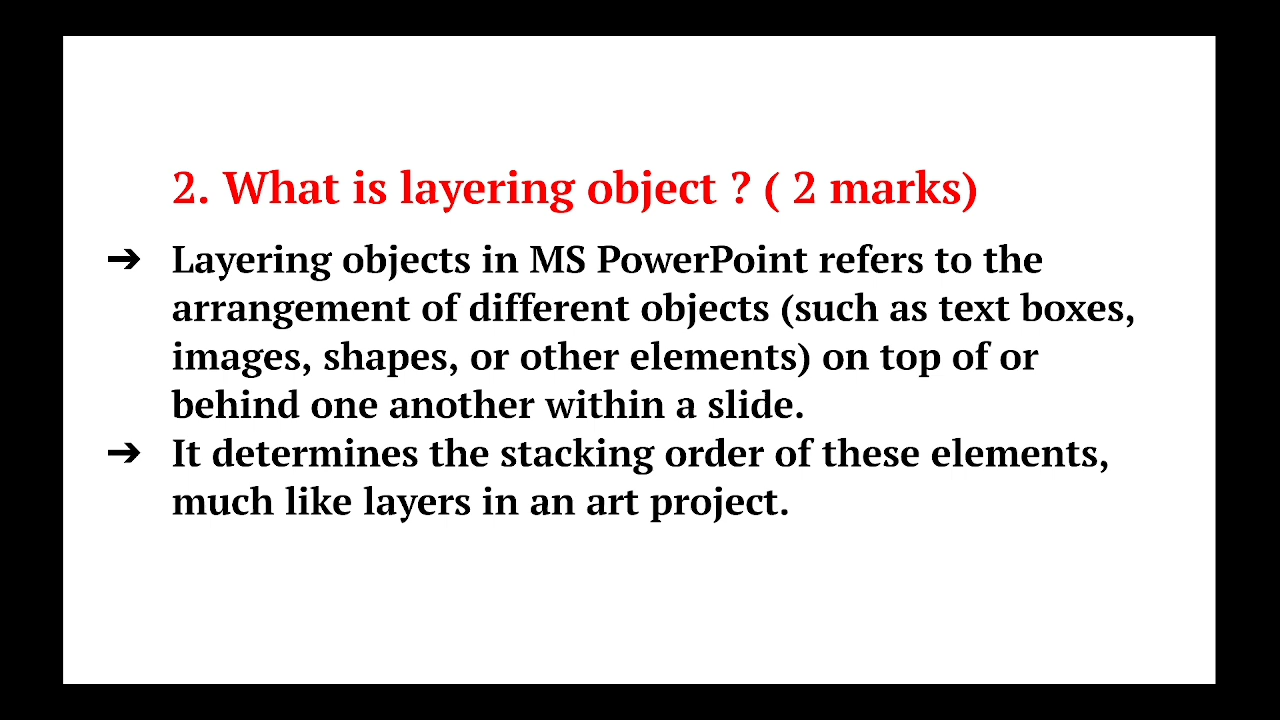 2. What is layering object ? ( 2 marks)
➔ Layering objects in MS PowerPoint refers to the
arrangement of different objects (such as text boxes,
images, shapes, or other elements) on top of or
behind one another within a slide.
➔ It determines the stacking order of these elements,
much like layers in an art project.